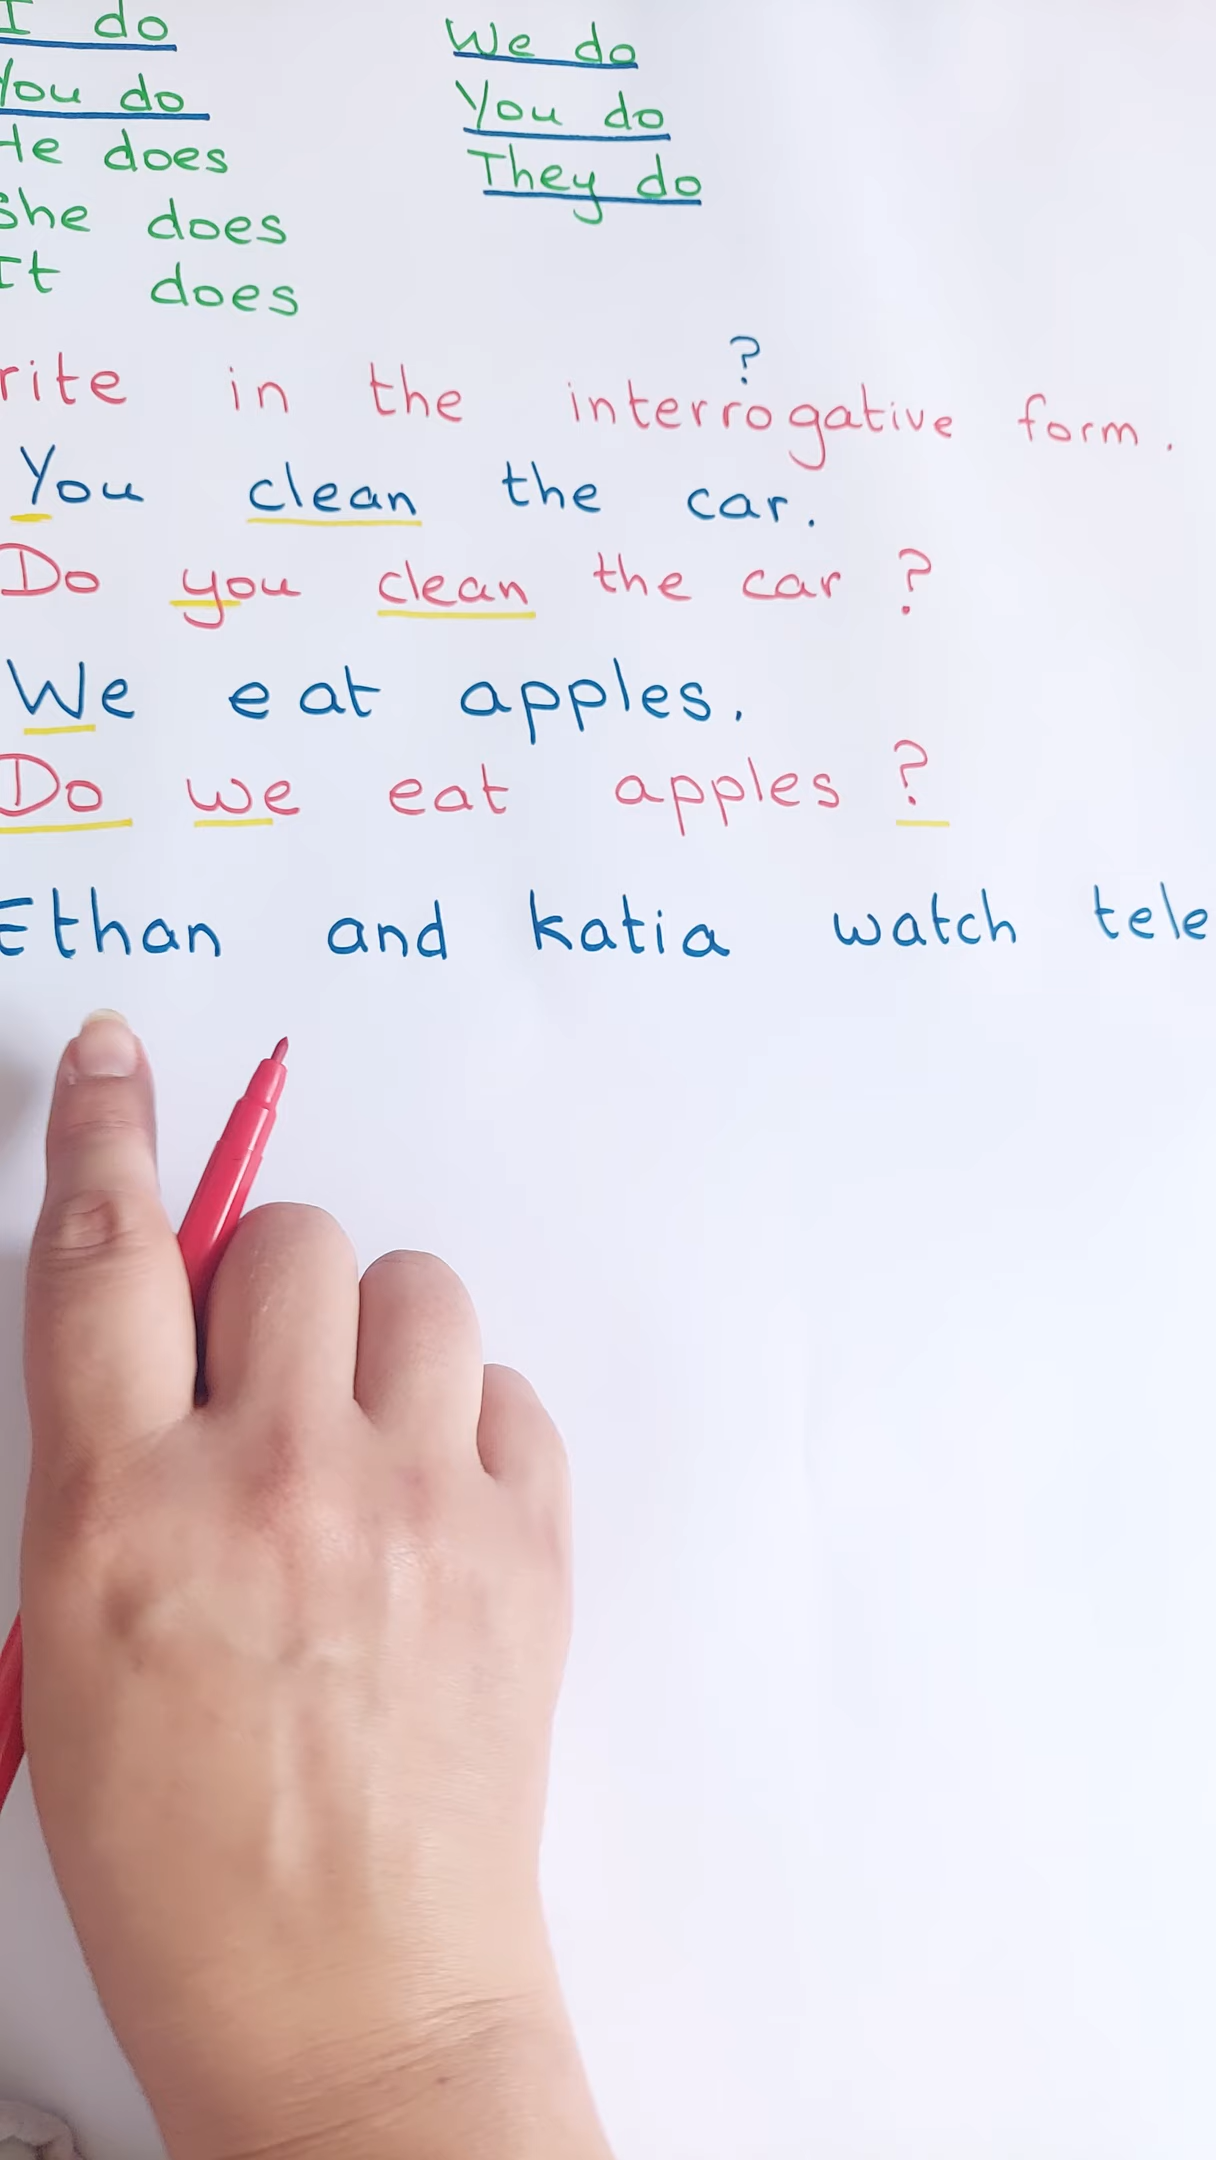 I do
You do
He does
She does
It does
We do
You do
They do
?
rite in the interrogative form.
You clean the car.
Do you clean the car ?
We eat apples.
Do we eat apples ?
Ethan and katia watch tele